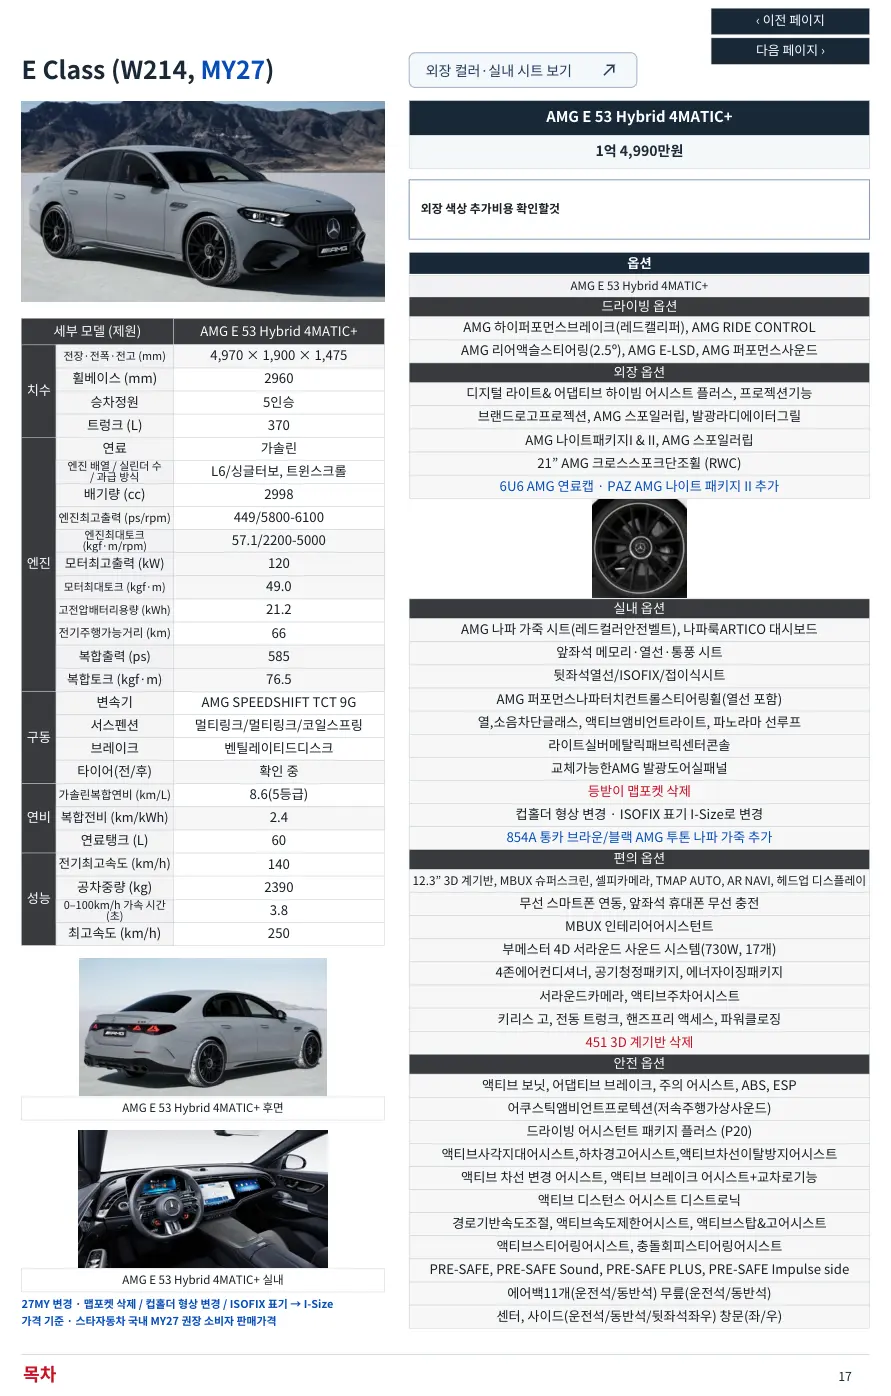 ‹ 이전 페이지
다음 페이지 ›
E Class (W214, MY27)
외장 컬러·실내 시트 보기 ↗
세부 모델 (제원) AMG E 53 Hybrid 4MATIC+
치수
전장·전폭·전고 (mm) 4,970 × 1,900 × 1,475
휠베이스 (mm) 2960
승차정원 5인승
트렁크 (L) 370
엔진
연료 가솔린
엔진 배열 / 실린더 수
/ 과급 방식 L6/싱글터보, 트윈스크롤
배기량 (cc) 2998
엔진최고출력 (ps/rpm) 449/5800-6100
엔진최대토크
(kgf·m/rpm) 57.1/2200-5000
모터최고출력 (kW) 120
모터최대토크 (kgf·m) 49.0
고전압배터리용량 (kWh) 21.2
전기주행가능거리 (km) 66
복합출력 (ps) 585
복합토크 (kgf·m) 76.5
구동
변속기 AMG SPEEDSHIFT TCT 9G
서스펜션 멀티링크/멀티링크/코일스프링
브레이크 벤틸레이티드디스크
타이어(전/후) 확인 중
연비
가솔린복합연비 (km/L) 8.6(5등급)
복합전비 (km/kWh) 2.4
연료탱크 (L) 60
성능
전기최고속도 (km/h) 140
공차중량 (kg) 2390
0–100km/h 가속 시간
(초) 3.8
최고속도 (km/h) 250
AMG E 53 Hybrid 4MATIC+ 후면
AMG E 53 Hybrid 4MATIC+ 실내
27MY 변경 · 맵포켓 삭제 / 컵홀더 형상 변경 / ISOFIX 표기 → I-Size
가격 기준 · 스타자동차 국내 MY27 권장 소비자 판매가격
AMG E 53 Hybrid 4MATIC+
1억 4,990만원
외장 색상 추가비용 확인할것
옵션
AMG E 53 Hybrid 4MATIC+
드라이빙 옵션
AMG 하이퍼포먼스브레이크(레드캘리퍼), AMG RIDE CONTROL
AMG 리어액슬스티어링(2.5º), AMG E-LSD, AMG 퍼포먼스사운드
외장 옵션
디지털 라이트& 어댑티브 하이빔 어시스트 플러스, 프로젝션기능
브랜드로고프로젝션, AMG 스포일러립, 발광라디에이터그릴
AMG 나이트패키지I & II, AMG 스포일러립
21” AMG 크로스스포크단조휠 (RWC)
6U6 AMG 연료캡 · PAZ AMG 나이트 패키지 II 추가
실내 옵션
AMG 나파 가죽 시트(레드컬러안전벨트), 나파룩ARTICO 대시보드
앞좌석 메모리·열선·통풍 시트
뒷좌석열선/ISOFIX/접이식시트
AMG 퍼포먼스나파터치컨트롤스티어링휠(열선 포함)
열,소음차단글래스, 액티브앰비언트라이트, 파노라마 선루프
라이트실버메탈릭패브릭센터콘솔
교체가능한AMG 발광도어실패널
등받이 맵포켓 삭제
컵홀더 형상 변경 · ISOFIX 표기 I-Size로 변경
854A 통카 브라운/블랙 AMG 투톤 나파 가죽 추가
편의 옵션
12.3” 3D 계기반, MBUX 슈퍼스크린, 셀피카메라, TMAP AUTO, AR NAVI, 헤드업 디스플레이
무선 스마트폰 연동, 앞좌석 휴대폰 무선 충전
MBUX 인테리어어시스턴트
부메스터 4D 서라운드 사운드 시스템(730W, 17개)
4존에어컨디셔너, 공기청정패키지, 에너자이징패키지
서라운드카메라, 액티브주차어시스트
키리스 고, 전동 트렁크, 핸즈프리 액세스, 파워클로징
451 3D 계기반 삭제
안전 옵션
액티브 보닛, 어댑티브 브레이크, 주의 어시스트, ABS, ESP
어쿠스틱앰비언트프로텍션(저속주행가상사운드)
드라이빙 어시스턴트 패키지 플러스 (P20)
액티브사각지대어시스트,하차경고어시스트,액티브차선이탈방지어시스트
액티브 차선 변경 어시스트, 액티브 브레이크 어시스트+교차로기능
액티브 디스턴스 어시스트 디스트로닉
경로기반속도조절, 액티브속도제한어시스트, 액티브스탑&고어시스트
액티브스티어링어시스트, 충돌회피스티어링어시스트
PRE-SAFE, PRE-SAFE Sound, PRE-SAFE PLUS, PRE-SAFE Impulse side
에어백11개(운전석/동반석) 무릎(운전석/동반석)
센터, 사이드(운전석/동반석/뒷좌석좌우) 창문(좌/우)
목차
17